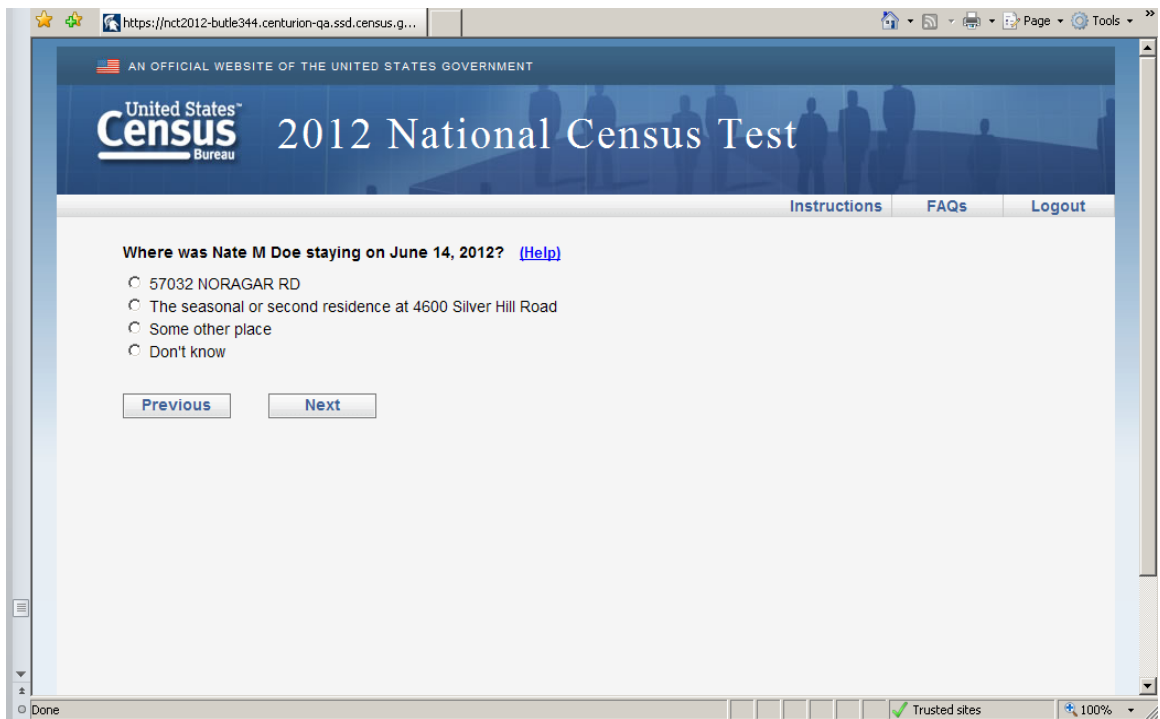 https://nct2012-butle344.centurion-qa.ssd.census.g...
Page Tools
AN OFFICIAL WEBSITE OF THE UNITED STATES GOVERNMENT
United States™
Census
Bureau
2012 National Census Test
Instructions FAQs Logout
Where was Nate M Doe staying on June 14, 2012? (Help)
57032 NORAGAR RD
The seasonal or second residence at 4600 Silver Hill Road
Some other place
Don't know
Previous Next
Done Trusted sites 100%